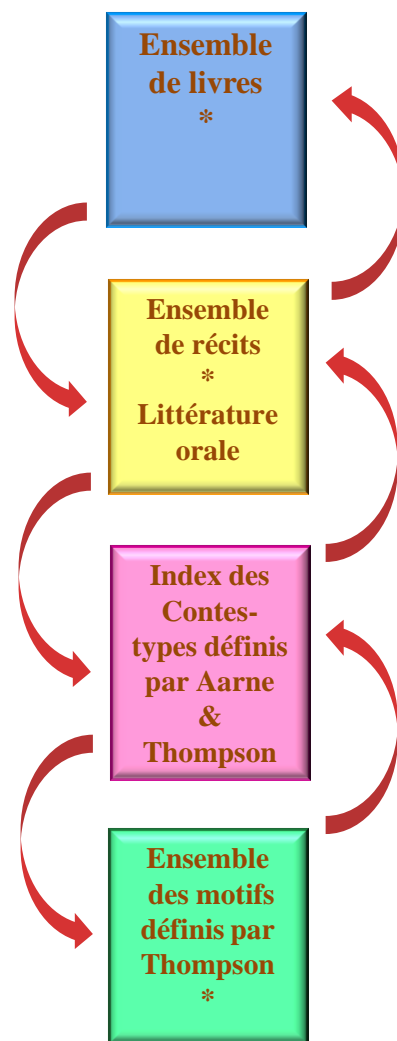 Ensemble
de livres
*
Ensemble
de récits
*
Littérature
orale
Index des
Contes-
types définis
par Aarne
&
Thompson
Ensemble
des motifs
définis par
Thompson
*